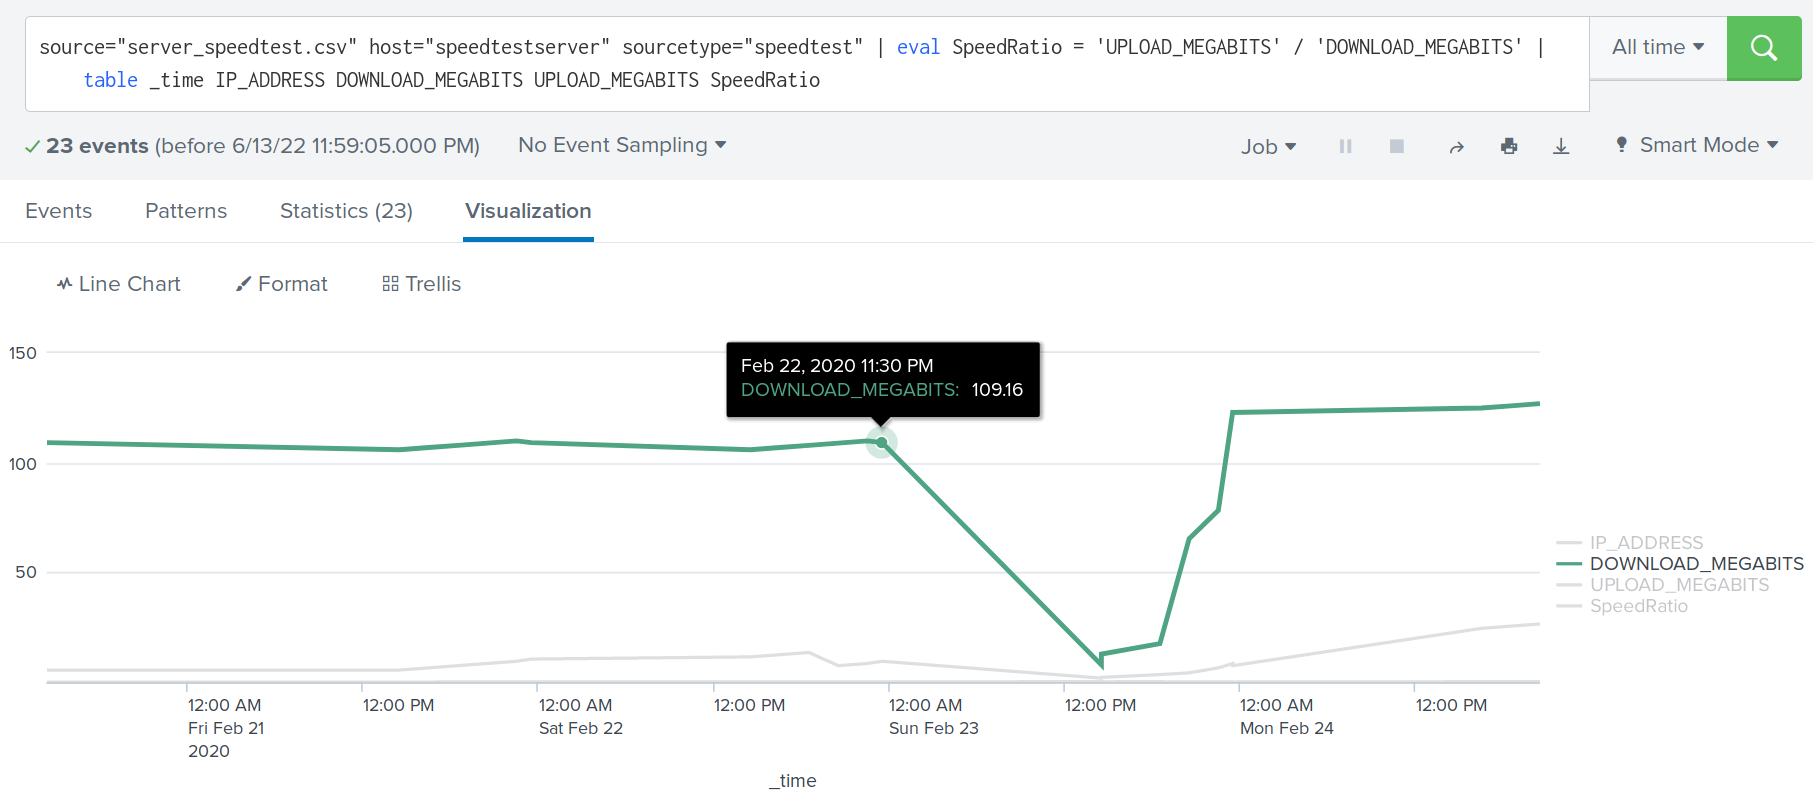 source="server_speedtest.csv" host="speedtestserver" sourcetype="speedtest" | eval SpeedRatio = 'UPLOAD_MEGABITS' / 'DOWNLOAD_MEGABITS' |
table _time IP_ADDRESS DOWNLOAD_MEGABITS UPLOAD_MEGABITS SpeedRatio
All time
23 events (before 6/13/22 11:59:05.000 PM)
No Event Sampling
Job
Smart Mode
Events
Patterns
Statistics (23)
Visualization
Line Chart
Format
Trellis
150
100
50
Feb 22, 2020 11:30 PM
DOWNLOAD_MEGABITS: 109.16
IP_ADDRESS
DOWNLOAD_MEGABITS
UPLOAD_MEGABITS
SpeedRatio
12:00 AM
Fri Feb 21
2020
12:00 PM
12:00 AM
Sat Feb 22
12:00 PM
12:00 AM
Sun Feb 23
12:00 PM
12:00 AM
Mon Feb 24
12:00 PM
_time